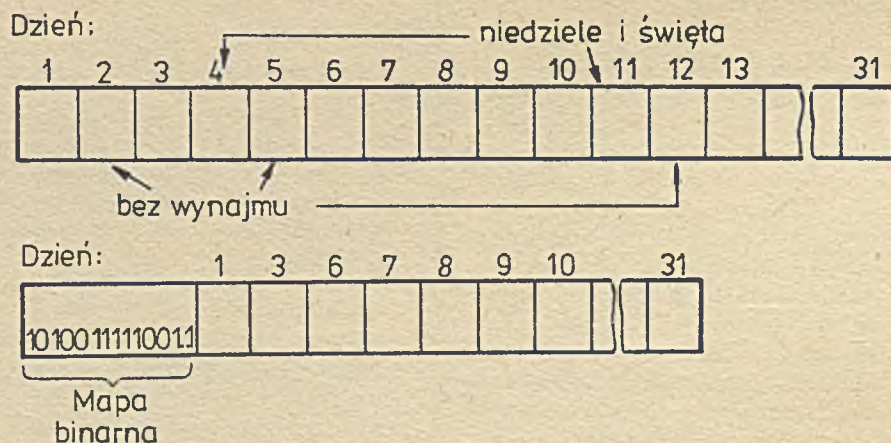 Dzień:
niedziele i święta
1 2 3 4 5 6 7 8 9 10 11 12 13 31
bez wynajmu
Dzień:
1 3 6 7 8 9 10 31
10100111110011
Mapa
binarna